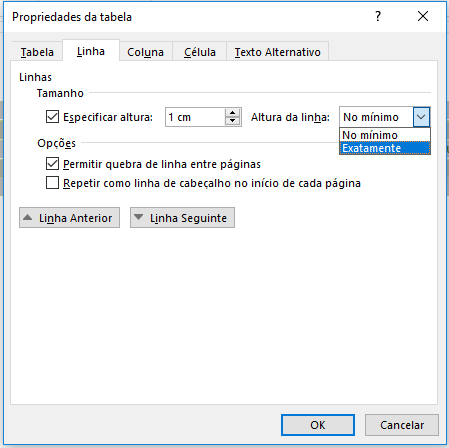 Propriedades da tabela ?
Tabela Linha Coluna Célula Texto Alternativo
Linhas
Tamanho
Especificar altura: 1 cm Altura da linha: No mínimo
No mínimo
Exatamente
Opções
Permitir quebra de linha entre páginas
Repetir como linha de cabeçalho no início de cada página
Linha Anterior Linha Seguinte
OK Cancelar